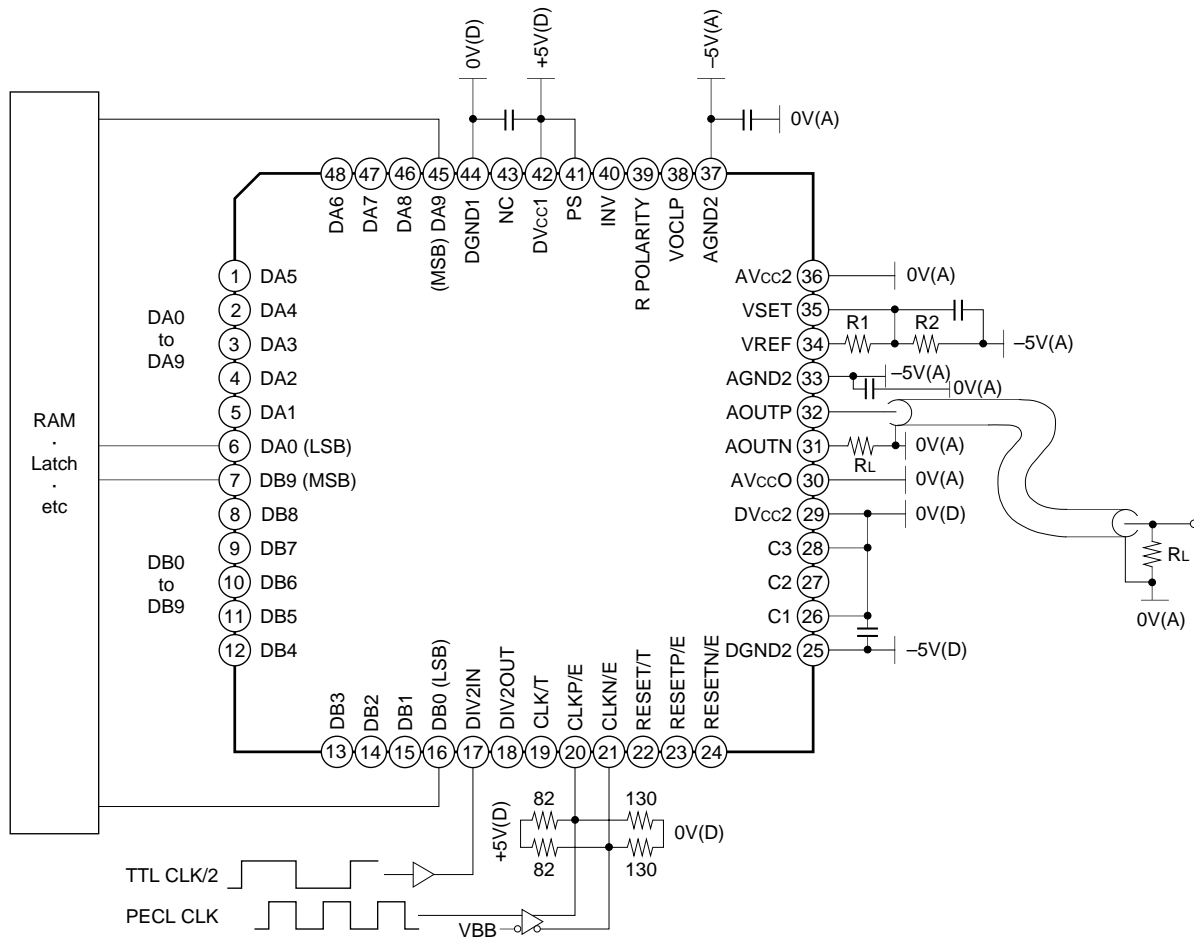 0V(D)
+5V(D)
–5V(A)
0V(A)
48
47
46
45
44
43
42
41
40
39
38
37
DA6
DA7
DA8
(MSB) DA9
DGND1
NC
DVCC1
PS
INV
R POLARITY
VOCLP
AGND2
RAM
·
Latch
·
etc
DA0
to
DA9
DB0
to
DB9
1 DA5
2 DA4
3 DA3
4 DA2
5 DA1
6 DA0 (LSB)
7 DB9 (MSB)
8 DB8
9 DB7
10 DB6
11 DB5
12 DB4
AVCC2 36 0V(A)
VSET 35
VREF 34 R1 R2 –5V(A)
AGND2 33 –5V(A)
0V(A)
AOUTP 32
AOUTN 31 RL 0V(A)
AVCCO 30 0V(A)
DVCC2 29 0V(D)
C3 28
C2 27
C1 26
DGND2 25 –5V(D)
RL
0V(A)
DB3
DB2
DB1
DB0 (LSB)
DIV2IN
DIV2OUT
CLK/T
CLKP/E
CLKN/E
RESET/T
RESETP/E
RESETN/E
13
14
15
16
17
18
19
20
21
22
23
24
+5V(D)
82
130
82
130
0V(D)
TTL CLK/2
PECL CLK
VBB